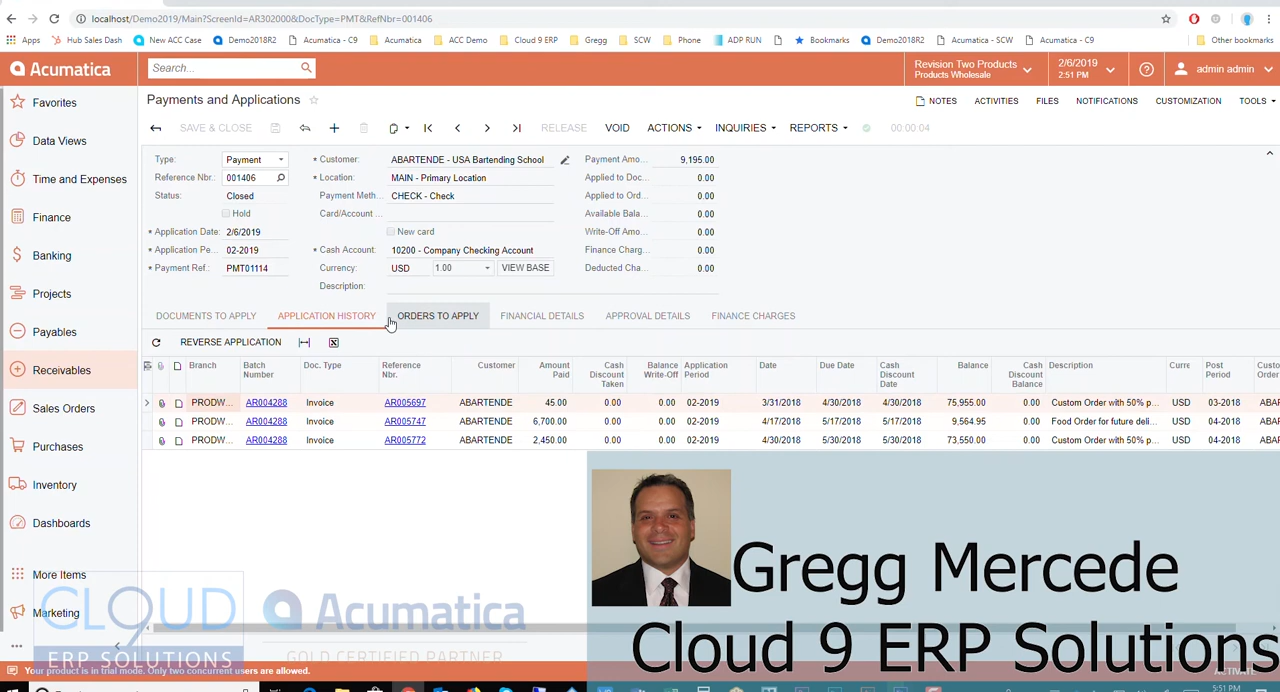 localhost/Demo2019/Main?ScreenId=AR302000&DocType=PMT&RefNbr=001406
Apps Hub Sales Dash New ACC Case Demo2018R2 Acumatica - C9 Acumatica ACC Demo Cloud 9 ERP Gregg SCW Phone ADP RUN Bookmarks Demo2018R2 Acumatica - SCW Acumatica - C9 Other bookmarks
Acumatica Search... Revision Two Products Products Wholesale 2/6/2019 2:51 PM admin admin
Favorites
Data Views
Time and Expenses
Finance
Banking
Projects
Payables
Receivables
Sales Orders
Purchases
Inventory
Dashboards
More Items
Marketing
Payments and Applications NOTES ACTIVITIES FILES NOTIFICATIONS CUSTOMIZATION TOOLS
SAVE & CLOSE RELEASE VOID ACTIONS INQUIRIES REPORTS 00:00:04
Type: Payment * Customer: ABARTENDE - USA Bartending School Payment Amo... 9,195.00
Reference Nbr.: 001406 * Location: MAIN - Primary Location Applied to Doc... 0.00
Status: Closed Payment Meth... CHECK - Check Applied to Ord... 0.00
Hold Card/Account ... Available Bala... 0.00
* Application Date: 2/6/2019 New card Write-Off Amo... 0.00
* Application Pe... 02-2019 * Cash Account: 10200 - Company Checking Account Finance Charg... 0.00
* Payment Ref.: PMT01114 Currency: USD 1.00 VIEW BASE Deducted Cha... 0.00
Description:
DOCUMENTS TO APPLY APPLICATION HISTORY ORDERS TO APPLY FINANCIAL DETAILS APPROVAL DETAILS FINANCE CHARGES
REVERSE APPLICATION
Branch Batch Number Doc. Type Reference Nbr. Customer Amount Paid Cash Discount Taken Balance Write-Off Application Period Date Due Date Cash Discount Date Balance Cash Discount Balance Description Curre Post Period Custo Orde
PRODW... AR004288 Invoice AR005697 ABARTENDE 45.00 0.00 0.00 02-2019 3/31/2018 4/30/2018 4/30/2018 75,955.00 0.00 Custom Order with 50% p... USD 03-2018 ABA
PRODW... AR004288 Invoice AR005747 ABARTENDE 6,700.00 0.00 0.00 02-2019 4/17/2018 5/17/2018 5/17/2018 9,564.95 0.00 Food Order for future deli... USD 04-2018 ABA
PRODW... AR004288 Invoice AR005772 ABARTENDE 2,450.00 0.00 0.00 02-2019 4/30/2018 5/30/2018 5/30/2018 73,550.00 0.00 Custom Order with 50% p... USD 04-2018 ABA
CLOUD 9
ERP SOLUTIONS
Acumatica
GOLD CERTIFIED PARTNER
Gregg Mercede
Cloud 9 ERP Solutions
Your product is in trial mode. Only two concurrent users are allowed. ACTIVATE
5:51 PM